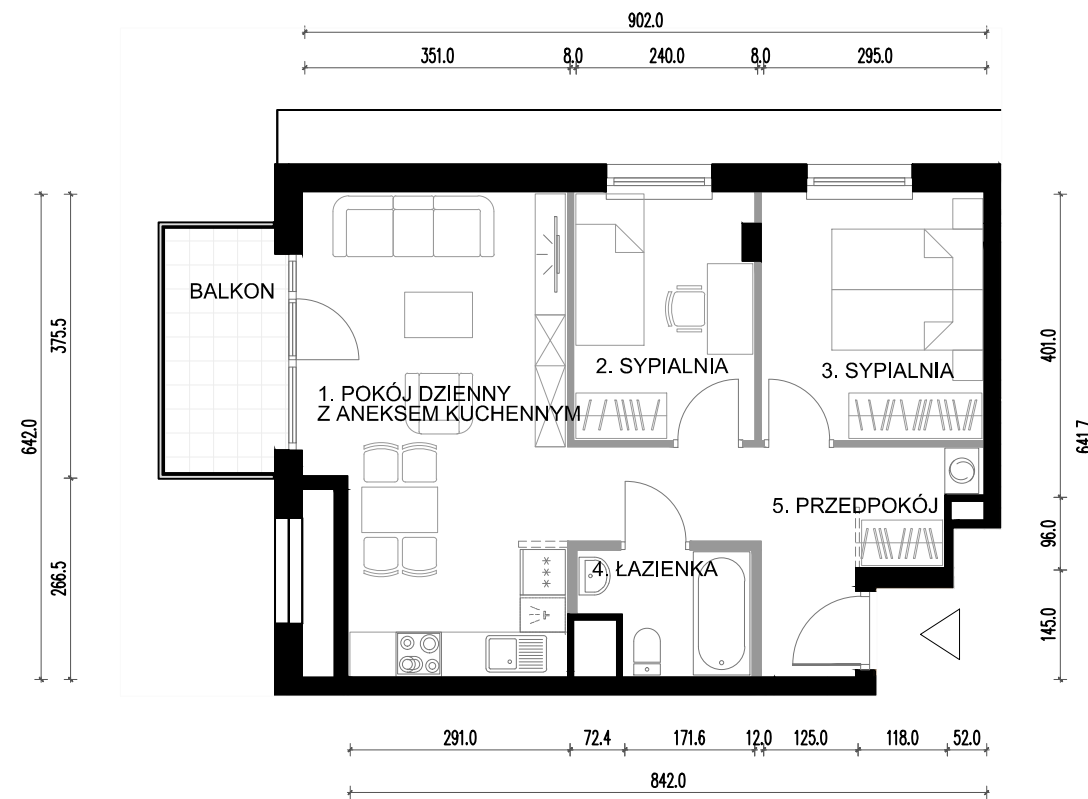 902.0
351.0 8.0 240.0 8.0 295.0
BALKON
375.5
642.0
266.5
1. POKÓJ DZIENNY
Z ANEKSEM KUCHENNYM
2. SYPIALNIA
3. SYPIALNIA
401.0
641.7
5. PRZEDPOKÓJ
96.0
4. ŁAZIENKA
145.0
291.0 72.4 171.6 12.0 125.0 118.0 52.0
842.0